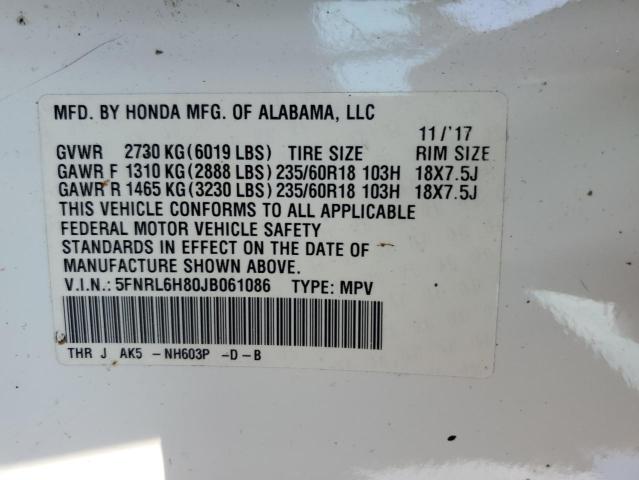 MFD. BY HONDA MFG. OF ALABAMA, LLC
11/'17
GVWR 2730 KG(6019 LBS) TIRE SIZE RIM SIZE
GAWR F 1310 KG(2888 LBS) 235/60R18 103H 18X7.5J
GAWR R 1465 KG(3230 LBS) 235/60R18 103H 18X7.5J
THIS VEHICLE CONFORMS TO ALL APPLICABLE
FEDERAL MOTOR VEHICLE SAFETY
STANDARDS IN EFFECT ON THE DATE OF
MANUFACTURE SHOWN ABOVE.
V.I.N.: 5FNRL6H80JB061086 TYPE: MPV
THR J AK5 -NH603P -D-B